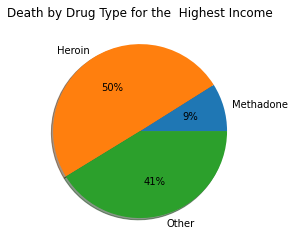 Death by Drug Type for the  Highest Income
Heroin
50%
Methadone
9%
41%
Other